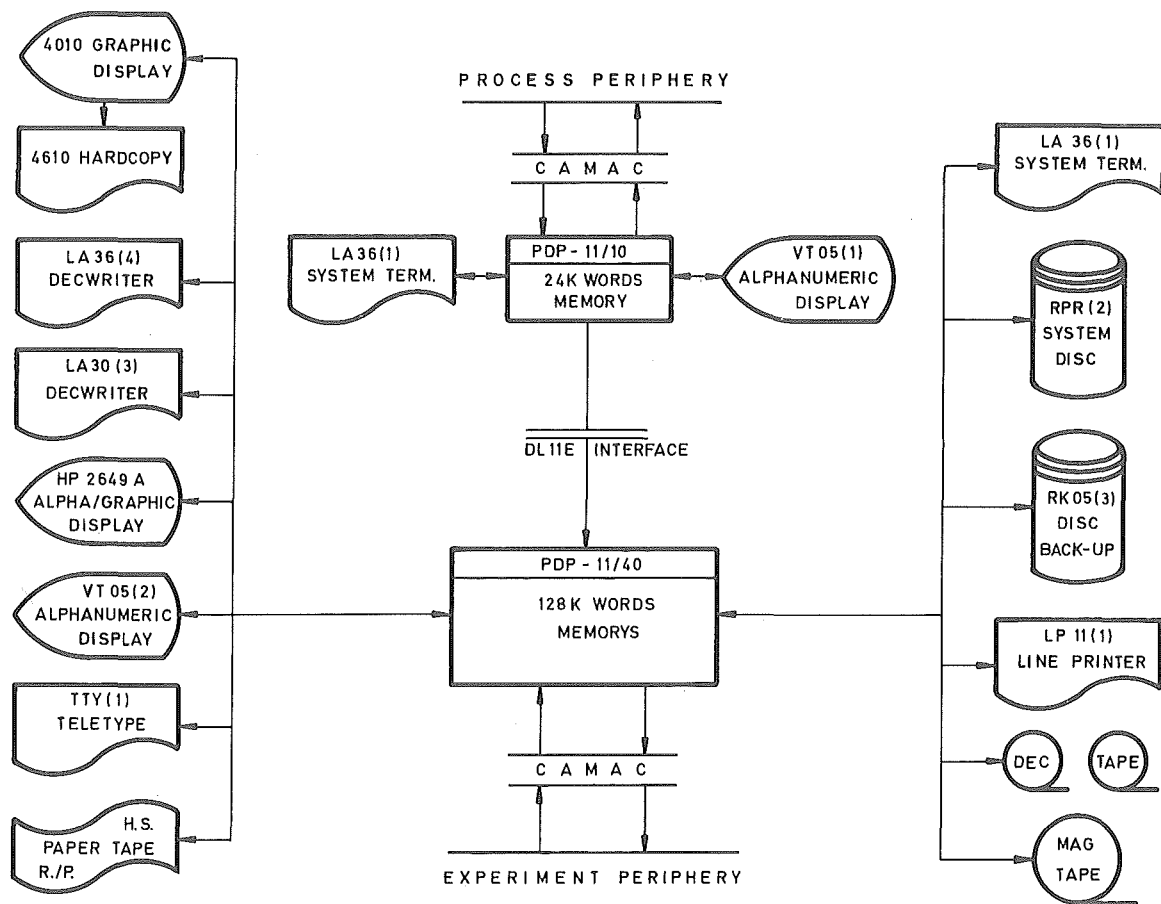 4010 GRAPHIC
DISPLAY
4610 HARDCOPY
LA36(4)
DECWRITER
LA30(3)
DECWRITER
HP 2649 A
ALPHA/GRAPHIC
DISPLAY
VT05(2)
ALPHANUMERIC
DISPLAY
TTY(1)
TELETYPE
H.S.
PAPER TAPE
R./P.
PROCESS PERIPHERY
CAMAC
LA36(1)
SYSTEM TERM.
PDP-11/10
24K WORDS
MEMORY
VT05(1)
ALPHANUMERIC
DISPLAY
DL11E INTERFACE
PDP-11/40
128K WORDS
MEMORYS
CAMAC
EXPERIMENT PERIPHERY
LA 36(1)
SYSTEM TERM.
RPR(2)
SYSTEM
DISC
RK05(3)
DISC
BACK-UP
LP 11(1)
LINE PRINTER
DEC TAPE
MAG
TAPE